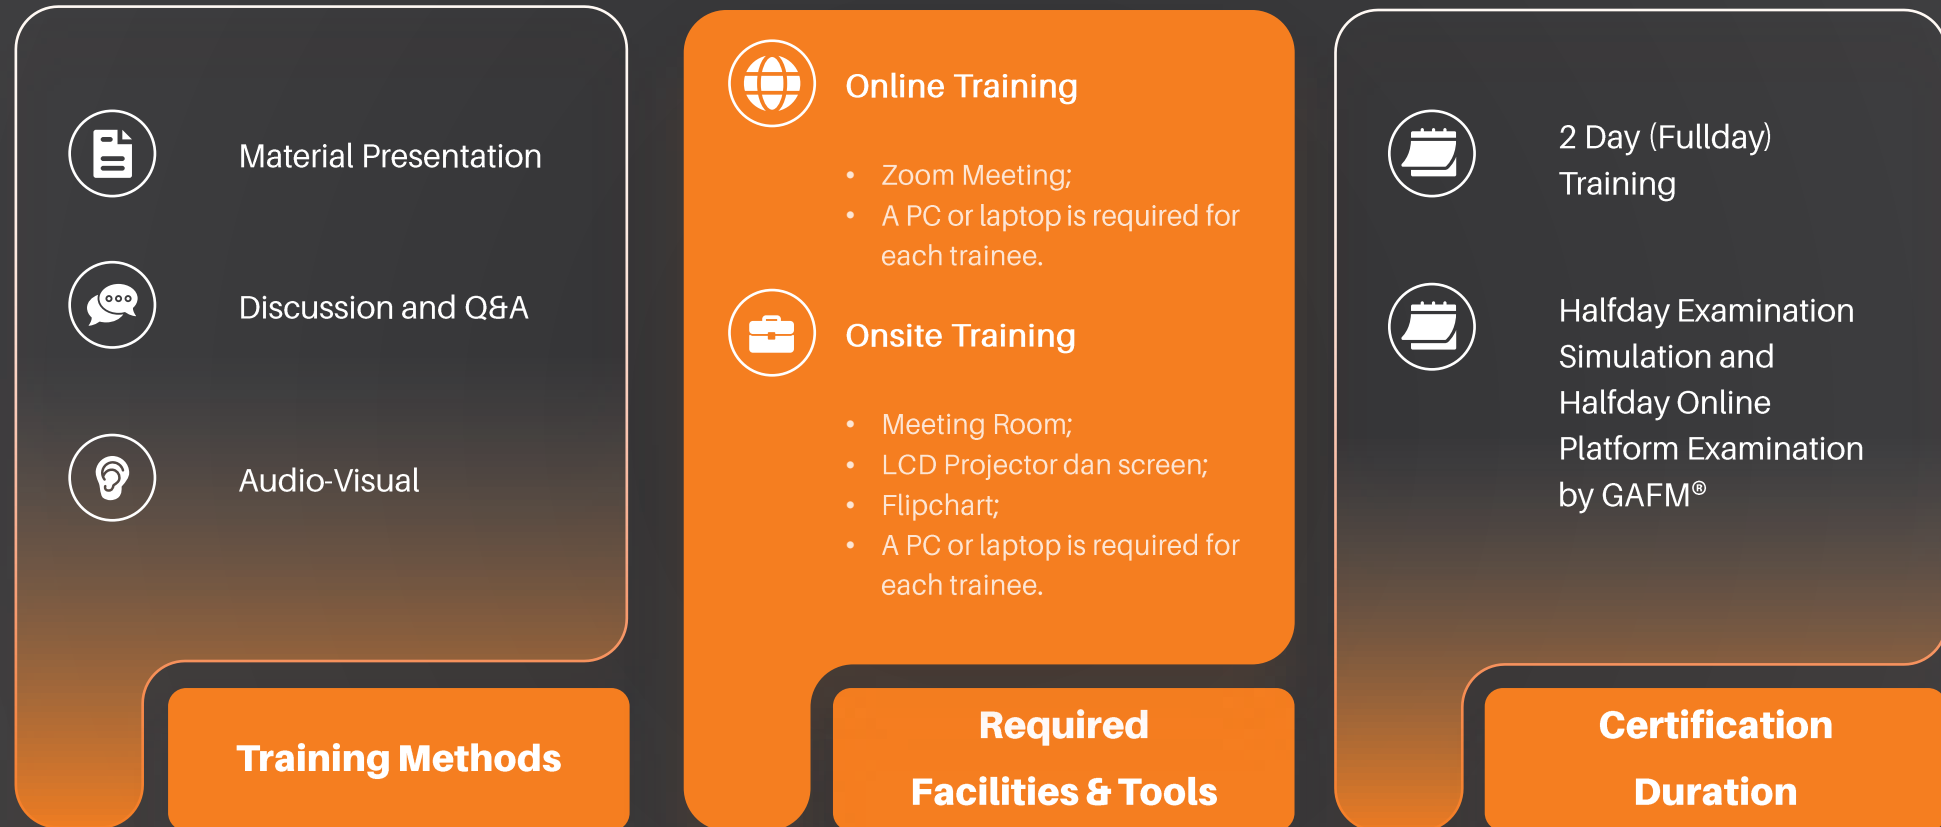 Material Presentation
Discussion and Q&A
Audio-Visual
Training Methods
Online Training
• Zoom Meeting;
• A PC or laptop is required for
each trainee.
Onsite Training
• Meeting Room;
• LCD Projector dan screen;
• Flipchart;
• A PC or laptop is required for
each trainee.
Required
Facilities & Tools
2 Day (Fullday)
Training
Halfday Examination
Simulation and
Halfday Online
Platform Examination
by GAFM®
Certification
Duration